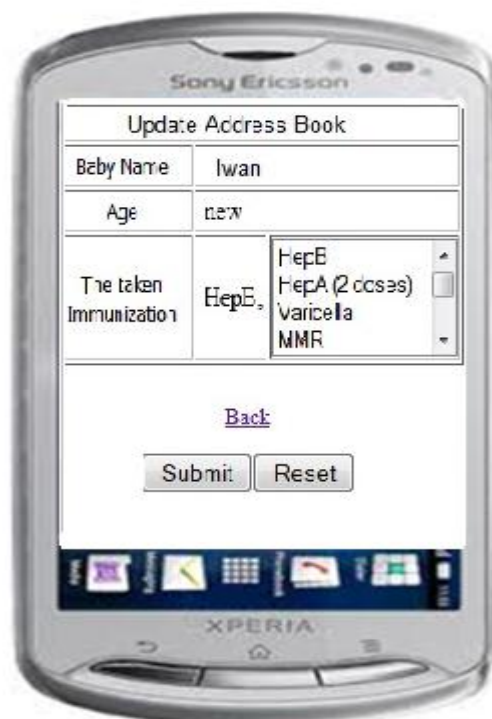 Sony Ericsson
Update Address Book
Baby Name Iwan
Age new
The taken Immunization HepB, HepB
HepA (2 doses)
Varicella
MMR
Back
Submit Reset
XPERIA